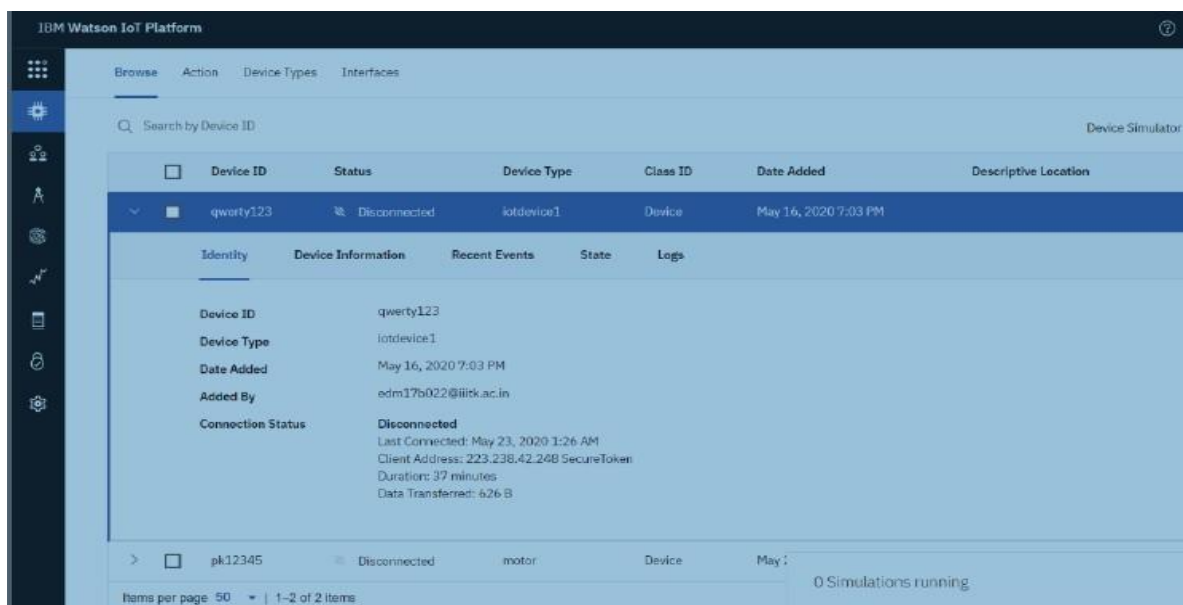 IBM Watson IoT Platform
Browse Action Device Types Interfaces
Search by Device ID
Device Simulator
Device ID Status Device Type Class ID Date Added Descriptive Location
qwerty123 Disconnected iotdevice1 Device May 16, 2020 7:03 PM
Identity Device Information Recent Events State Logs
Device ID qwerty123
Device Type iotdevice1
Date Added May 16, 2020 7:03 PM
Added By edm17b022@iiitk.ac.in
Connection Status Disconnected
Last Connected: May 23, 2020 1:26 AM
Client Address: 223.238.42.248 SecureToken
Duration: 37 minutes
Data Transferred: 626 B
pk12345 Disconnected motor Device May
0 Simulations running
Items per page 50 | 1–2 of 2 items